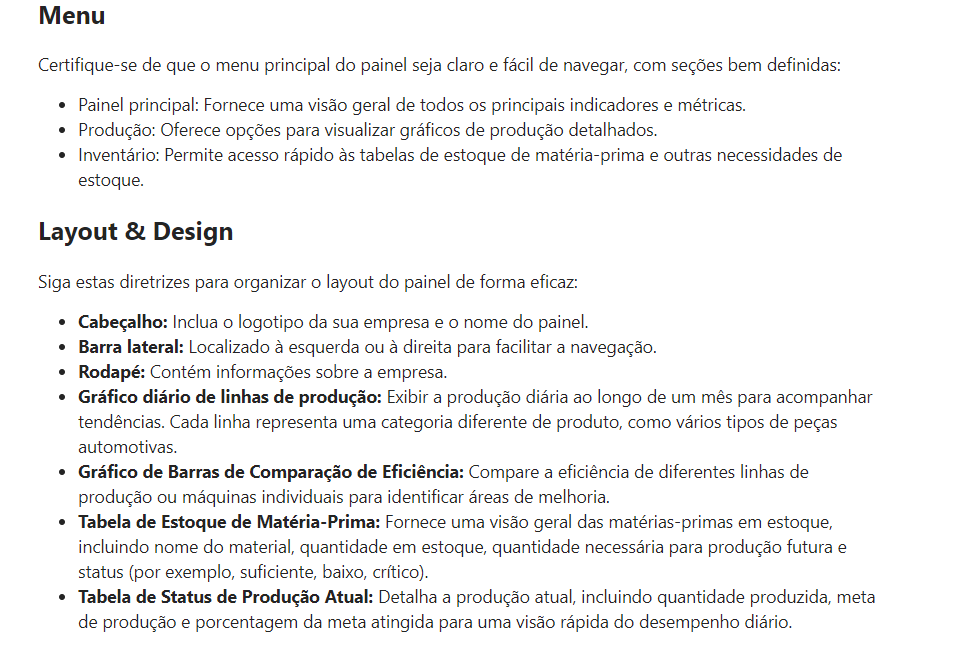 Menu
Certifique-se de que o menu principal do painel seja claro e fácil de navegar, com seções bem definidas:
• Painel principal: Fornece uma visão geral de todos os principais indicadores e métricas.
• Produção: Oferece opções para visualizar gráficos de produção detalhados.
• Inventário: Permite acesso rápido às tabelas de estoque de matéria-prima e outras necessidades de
estoque.
Layout & Design
Siga estas diretrizes para organizar o layout do painel de forma eficaz:
• Cabeçalho: Inclua o logotipo da sua empresa e o nome do painel.
• Barra lateral: Localizado à esquerda ou à direita para facilitar a navegação.
• Rodapé: Contém informações sobre a empresa.
• Gráfico diário de linhas de produção: Exibir a produção diária ao longo de um mês para acompanhar
tendências. Cada linha representa uma categoria diferente de produto, como vários tipos de peças
automotivas.
• Gráfico de Barras de Comparação de Eficiência: Compare a eficiência de diferentes linhas de
produção ou máquinas individuais para identificar áreas de melhoria.
• Tabela de Estoque de Matéria-Prima: Fornece uma visão geral das matérias-primas em estoque,
incluindo nome do material, quantidade em estoque, quantidade necessária para produção futura e
status (por exemplo, suficiente, baixo, crítico).
• Tabela de Status de Produção Atual: Detalha a produção atual, incluindo quantidade produzida, meta
de produção e porcentagem da meta atingida para uma visão rápida do desempenho diário.